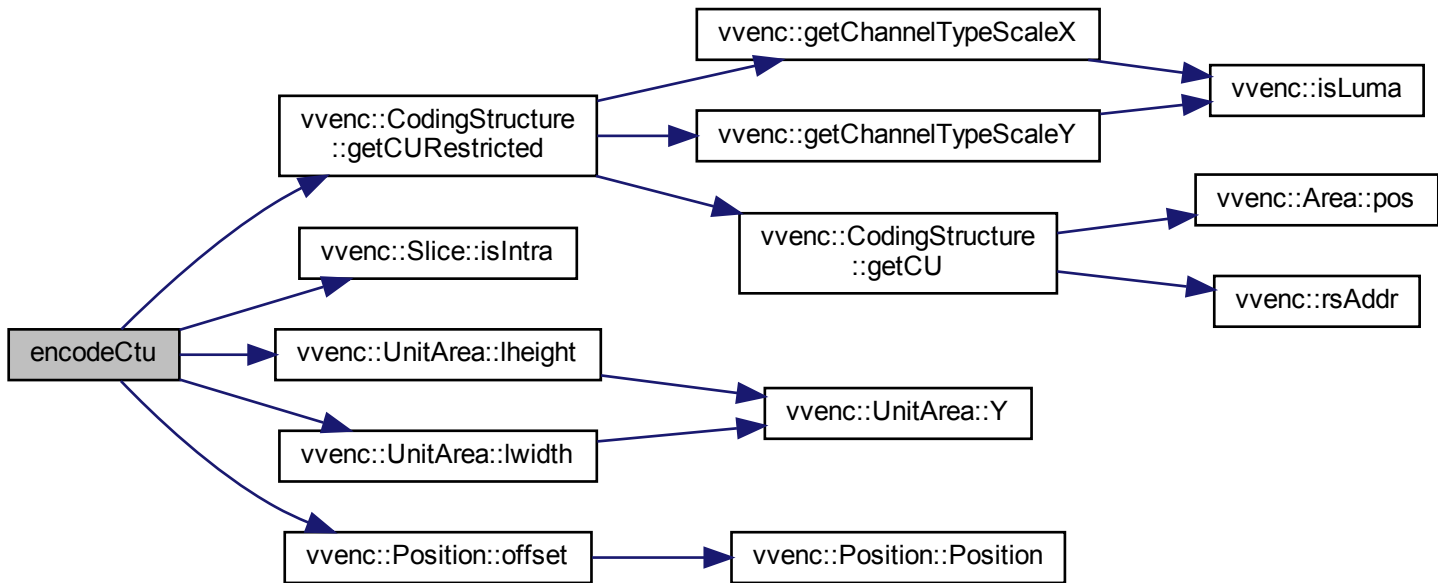 vvenc::getChannelTypeScaleX
vvenc::isLuma
vvenc::CodingStructure
::getCURestricted
vvenc::getChannelTypeScaleY
vvenc::Area::pos
vvenc::CodingStructure
::getCU
vvenc::Slice::isIntra
vvenc::rsAddr
encodeCtu
vvenc::UnitArea::lheight
vvenc::UnitArea::Y
vvenc::UnitArea::lwidth
vvenc::Position::offset
vvenc::Position::Position